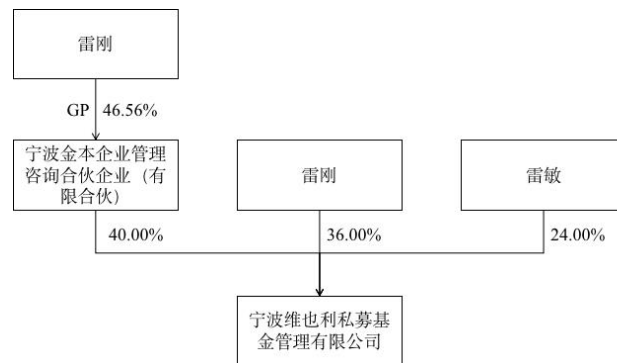 雷刚
GP 46.56%
宁波金本企业管理
咨询合伙企业（有
限合伙）
雷刚
雷敏
40.00%
36.00%
24.00%
宁波维也利私募基
金管理有限公司